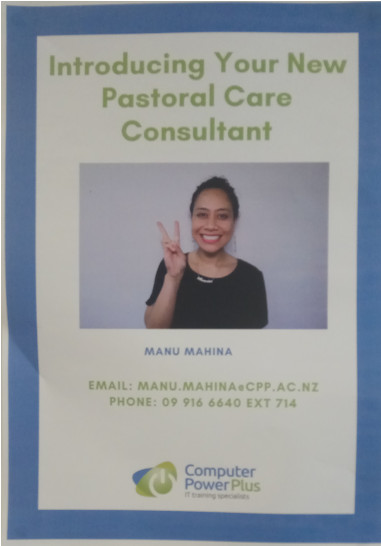 Introducing Your New
Pastoral Care
Consultant
MANU MAHINA
EMAIL: MANU.MAHINA@CPP.AC.NZ
PHONE: 09 916 6640 EXT 714
Computer
PowerPlus
IT training specialists